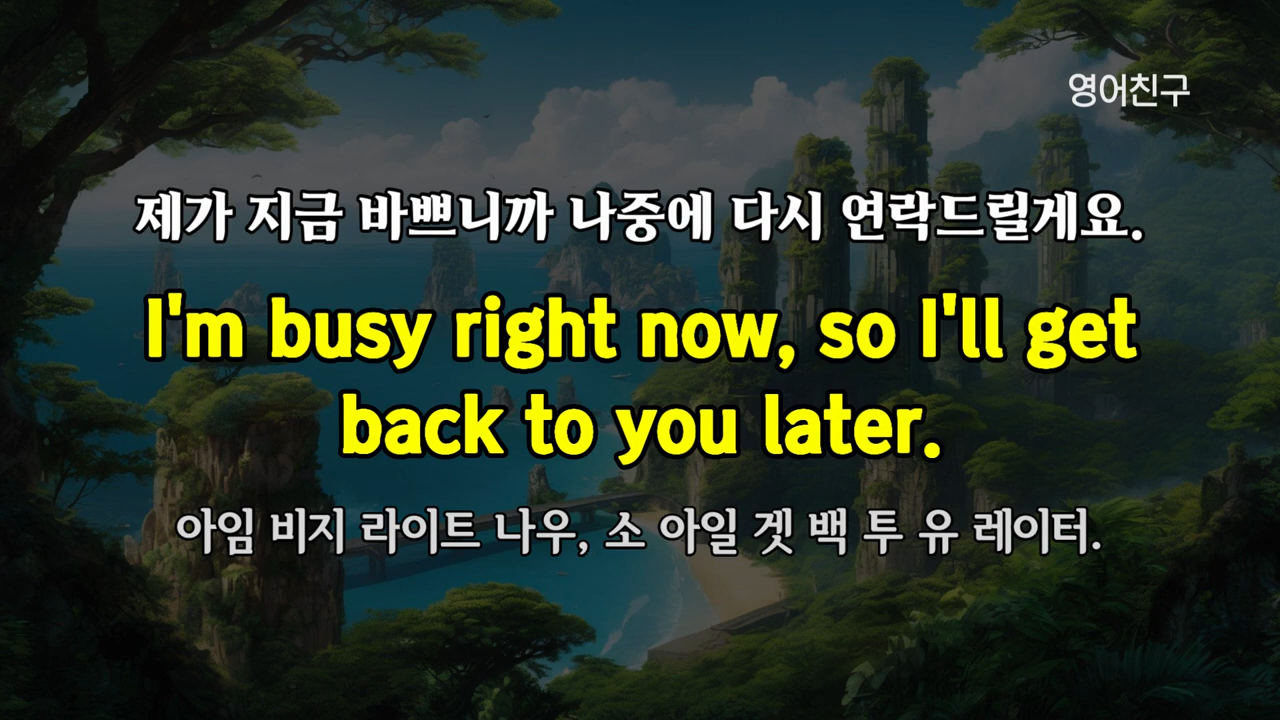 영어친구
제가 지금 바쁘니까 나중에 다시 연락드릴게요.
I'm busy right now, so I'll get
back to you later.
아임 비지 라이트 나우, 소 아일 겟 백 투 유 레이터.